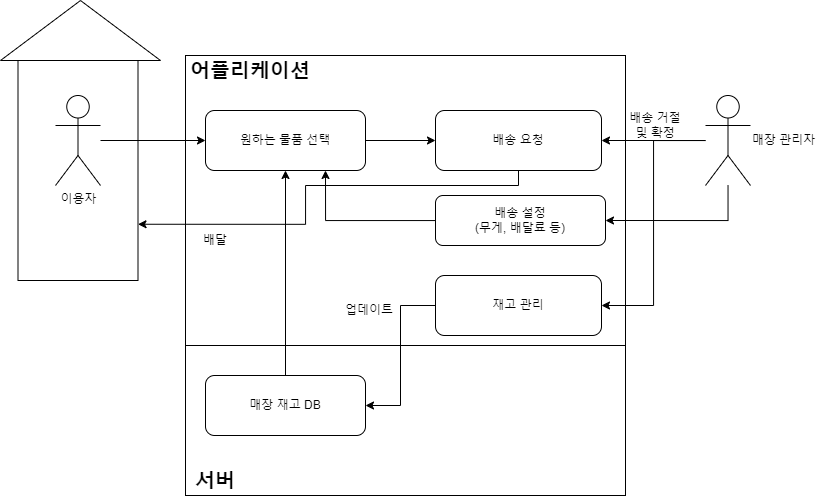 어플리케이션
이용자
원하는 물품 선택
배송 요청
배송 거절
및 확정
매장 관리자
배송 설정
(무게, 배달료 등)
배달
재고 관리
업데이트
매장 재고 DB
서버